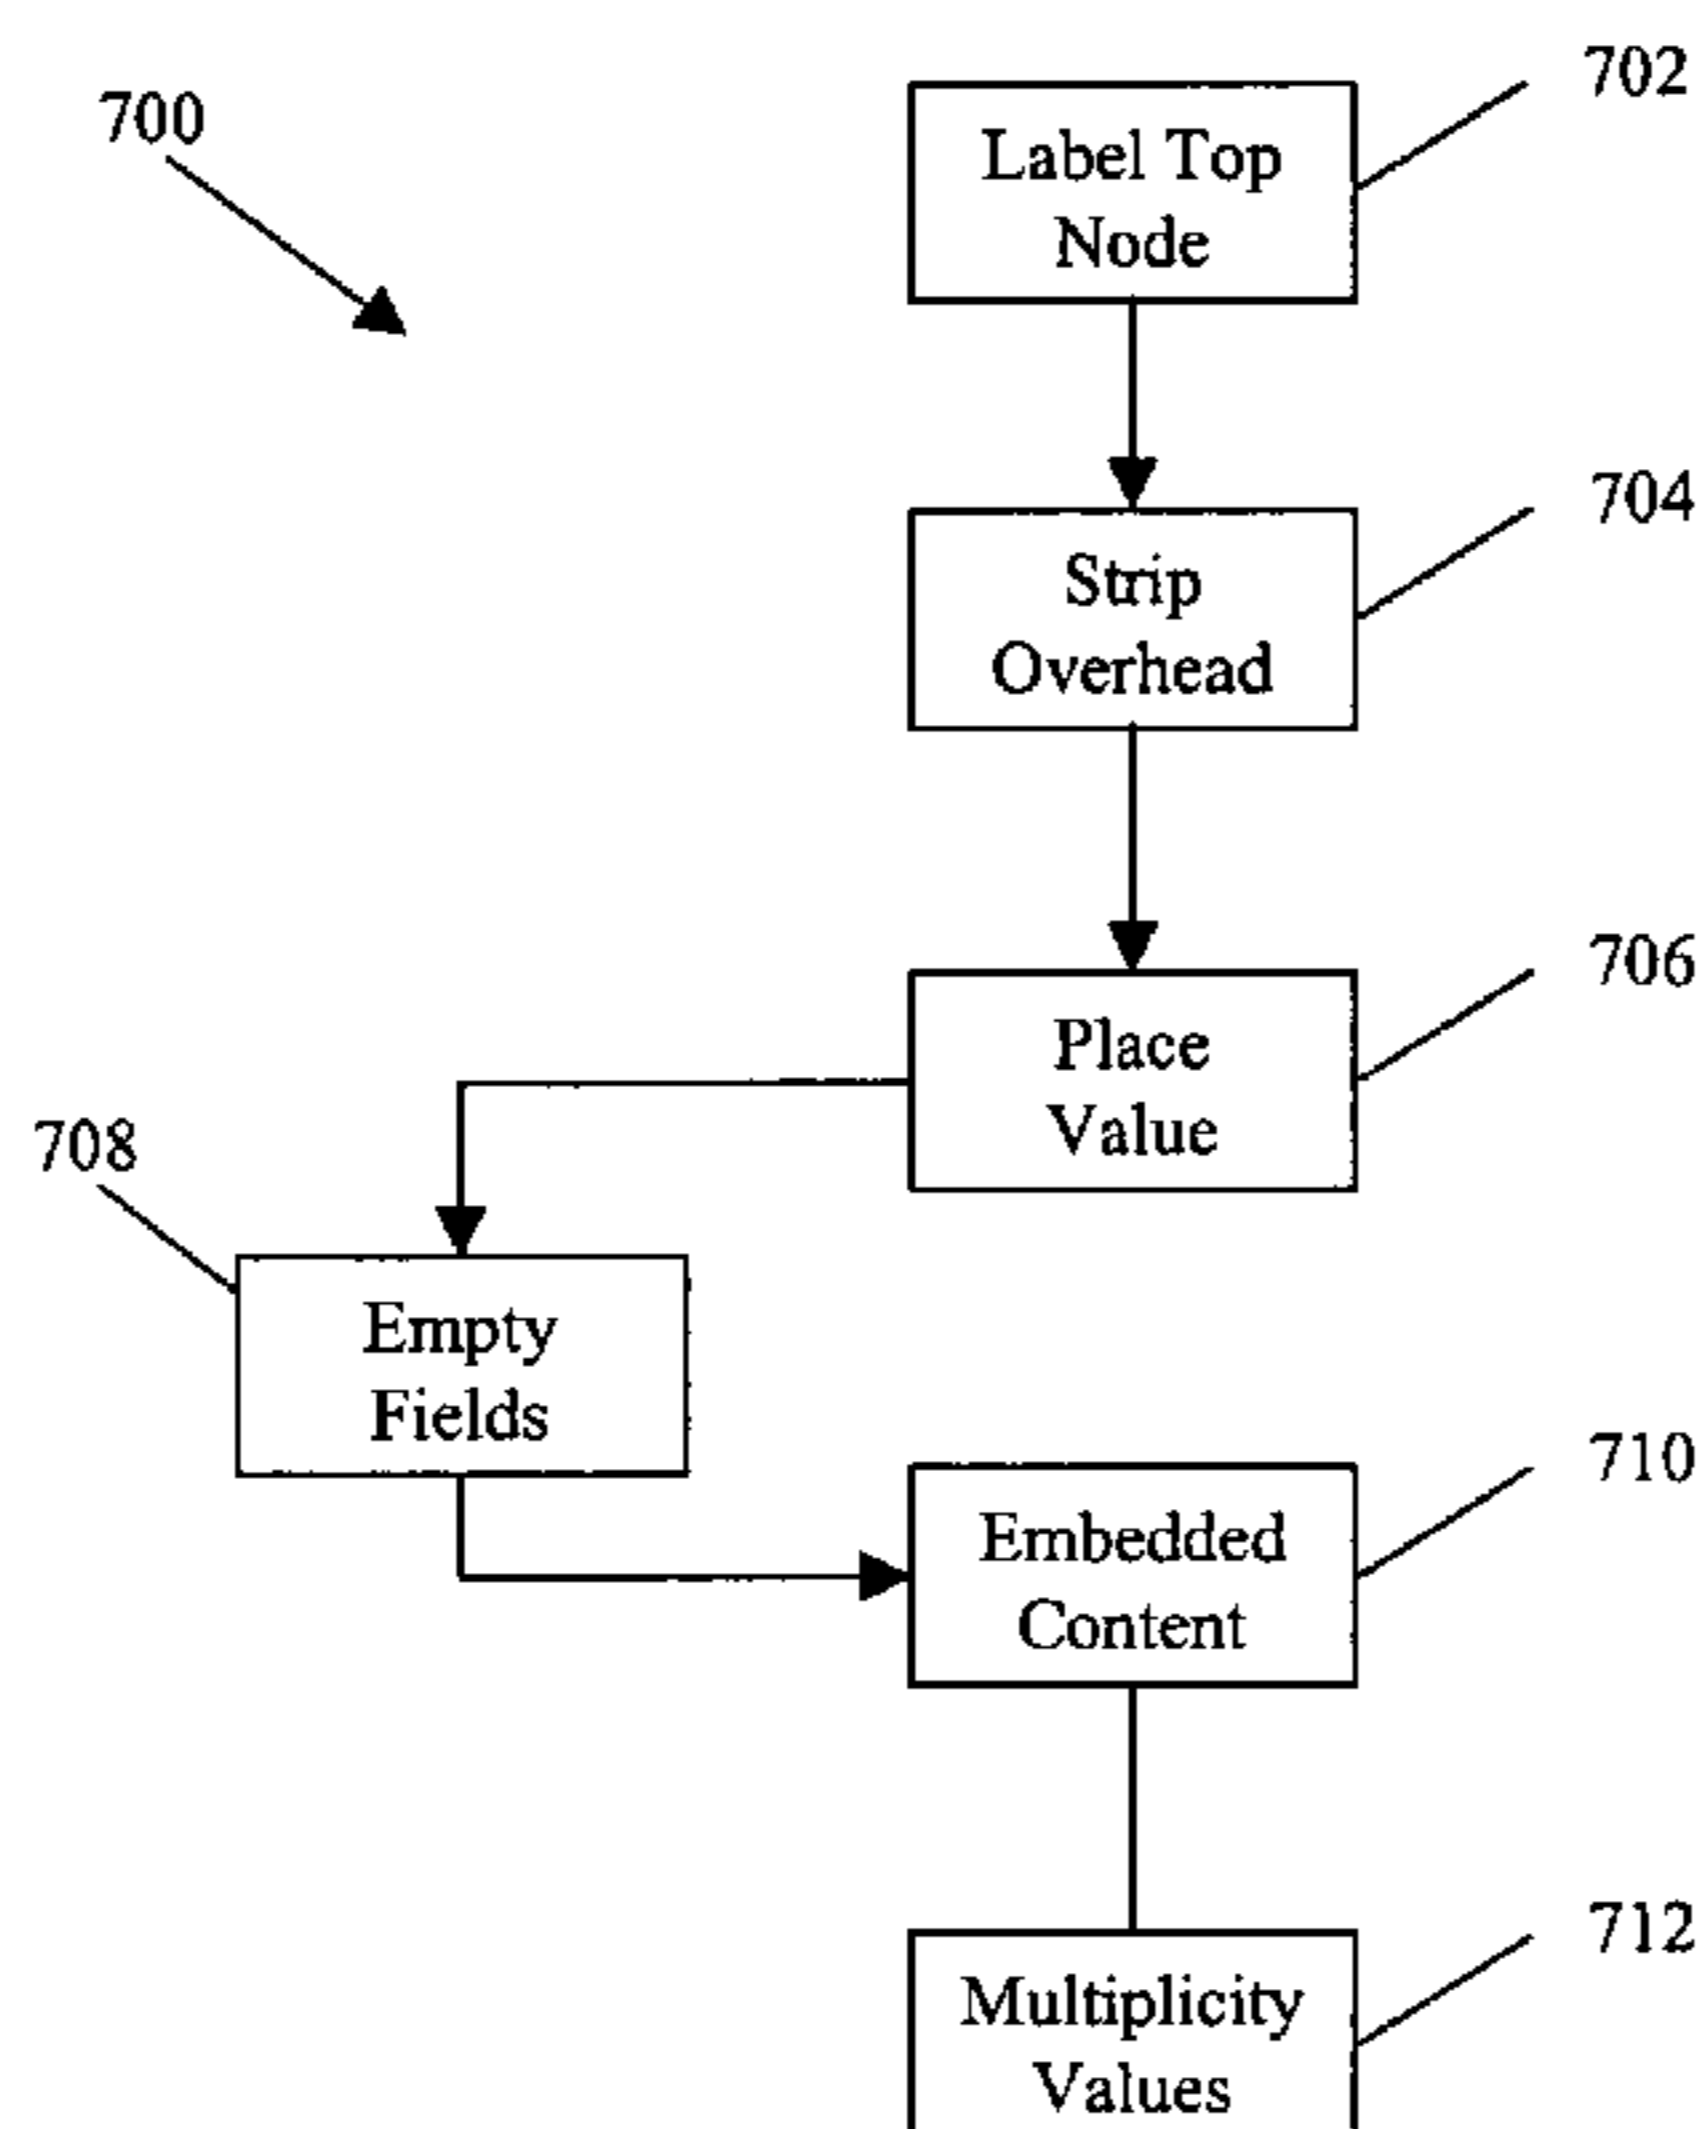 702
700
Label Top
Node
704
Strip
Overhead
706
Place
Value
708
Empty
Fields
710
Embedded
Content
712
Multiplicity
Values